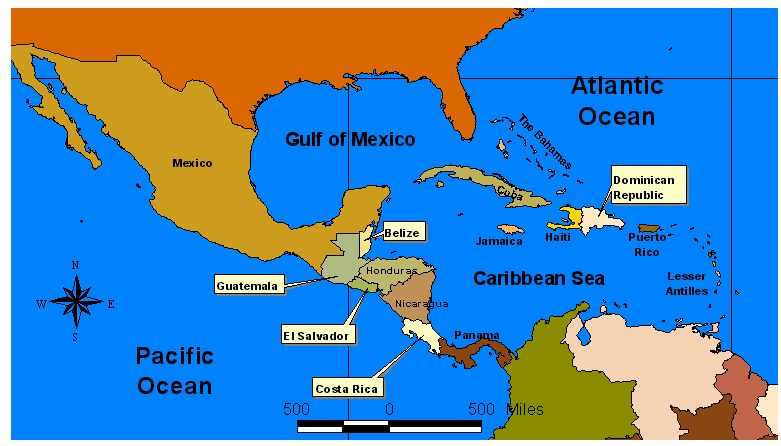 Atlantic
Ocean
Gulf of Mexico
The Bahamas
Mexico
Cuba
Dominican
Republic
Belize
Jamaica
Haiti
Puerto
Rico
Honduras
Guatemala
Caribbean Sea
Lesser
Antilles
N
W
E
S
Nicaragua
El Salvador
Panama
Pacific
Ocean
Costa Rica
500 0 500 Miles